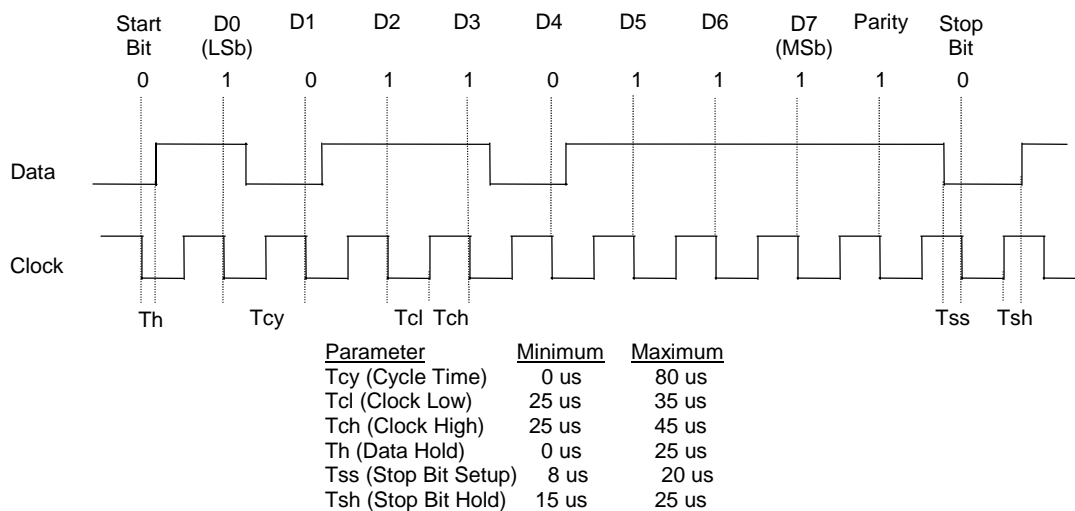 Start D0 D1 D2 D3 D4 D5 D6 D7 Parity Stop
Bit (LSb) (MSb) Bit
0 1 0 1 1 0 1 1 1 1 0
Data
Clock
Th Tcy Tcl Tch Tss Tsh
Parameter Minimum Maximum
Tcy (Cycle Time) 0 us 80 us
Tcl (Clock Low) 25 us 35 us
Tch (Clock High) 25 us 45 us
Th (Data Hold) 0 us 25 us
Tss (Stop Bit Setup) 8 us 20 us
Tsh (Stop Bit Hold) 15 us 25 us